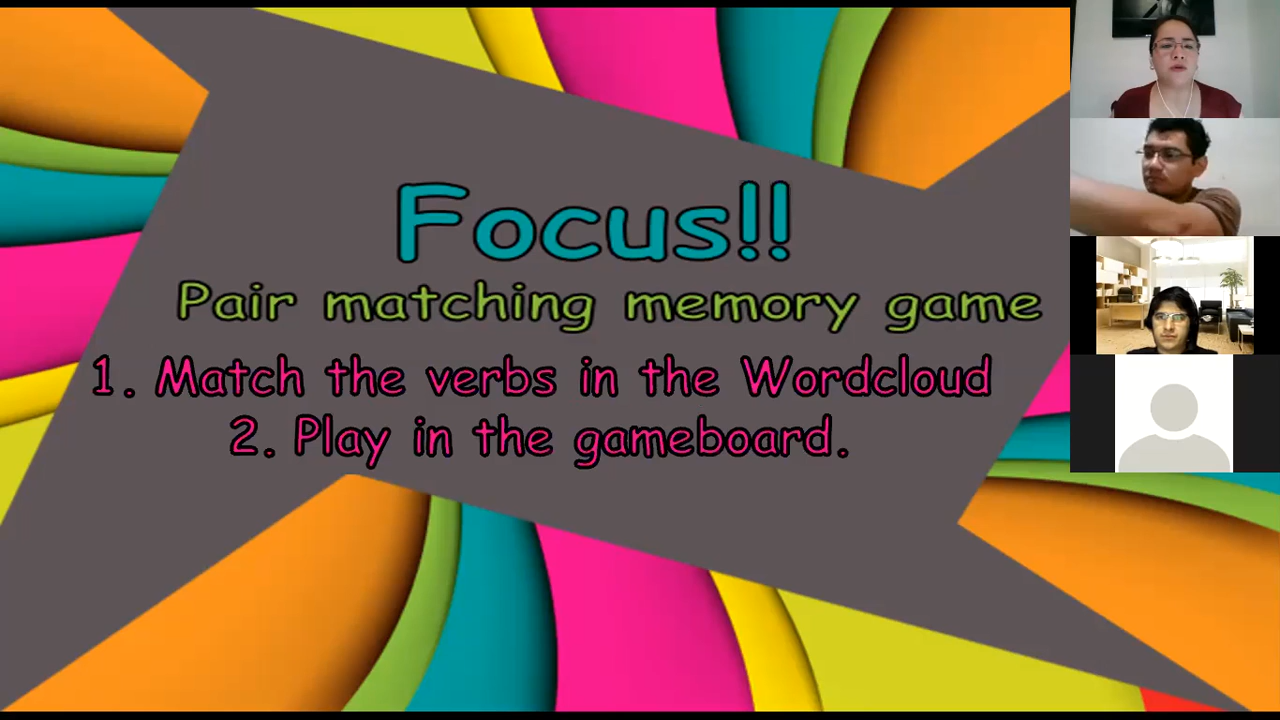 Focus!!
Pair matching memory game
1. Match the verbs in the Wordcloud
2. Play in the gameboard.